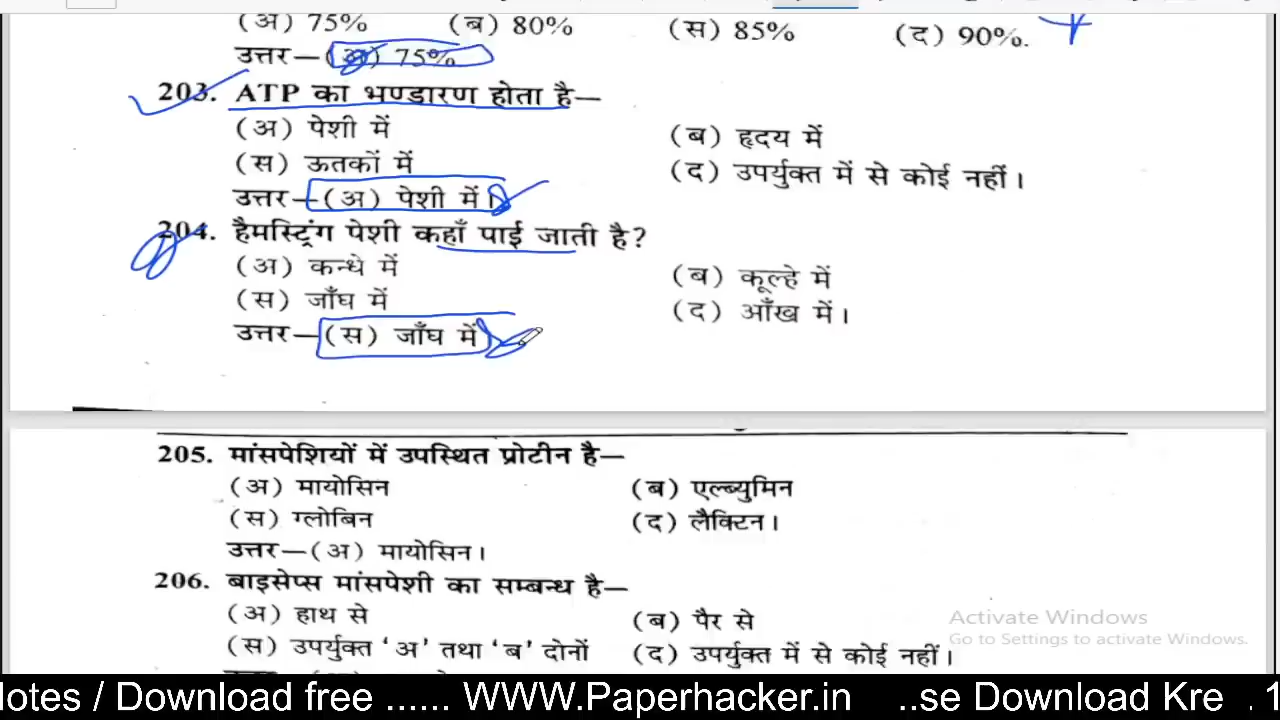 (अ) 75% (ब) 80% (स) 85% (द) 90%.
उत्तर—(अ) 75%
203. ATP का भण्डारण होता है—
(अ) पेशी में (ब) हृदय में
(स) ऊतकों में (द) उपर्युक्त में से कोई नहीं।
उत्तर—(अ) पेशी में।
204. हैमस्ट्रिंग पेशी कहाँ पाई जाती है?
(अ) कन्धे में (ब) कूल्हे में
(स) जाँघ में (द) आँख में।
उत्तर—(स) जाँघ में
205. मांसपेशियों में उपस्थित प्रोटीन है—
(अ) मायोसिन (ब) एल्ब्युमिन
(स) ग्लोबिन (द) लैक्टिन।
उत्तर—(अ) मायोसिन।
206. बाइसेप्स मांसपेशी का सम्बन्ध है—
(अ) हाथ से (ब) पैर से
(स) उपर्युक्त ‘अ’ तथा ‘ब’ दोनों (द) उपर्युक्त में से कोई नहीं।
Activate Windows
Go to Settings to activate Windows.
Notes / Download free ...... WWW.Paperhacker.in ..se Download Kre . 1